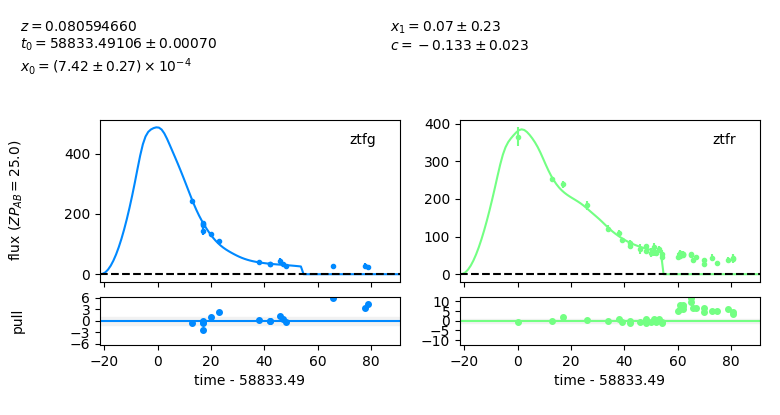 z = 0.080594660
t₀ = 58833.49106 ± 0.00070
x₀ = (7.42 ± 0.27) × 10⁻⁴
x₁ = 0.07 ± 0.23
c = −0.133 ± 0.023
flux (ZP_AB = 25.0)
400
200
0
ztfg
400
300
200
100
0
ztfr
pull
6
3
0
−3
−6
−20 0 20 40 60 80
time - 58833.49
10
5
0
−5
−10
−20 0 20 40 60 80
time - 58833.49